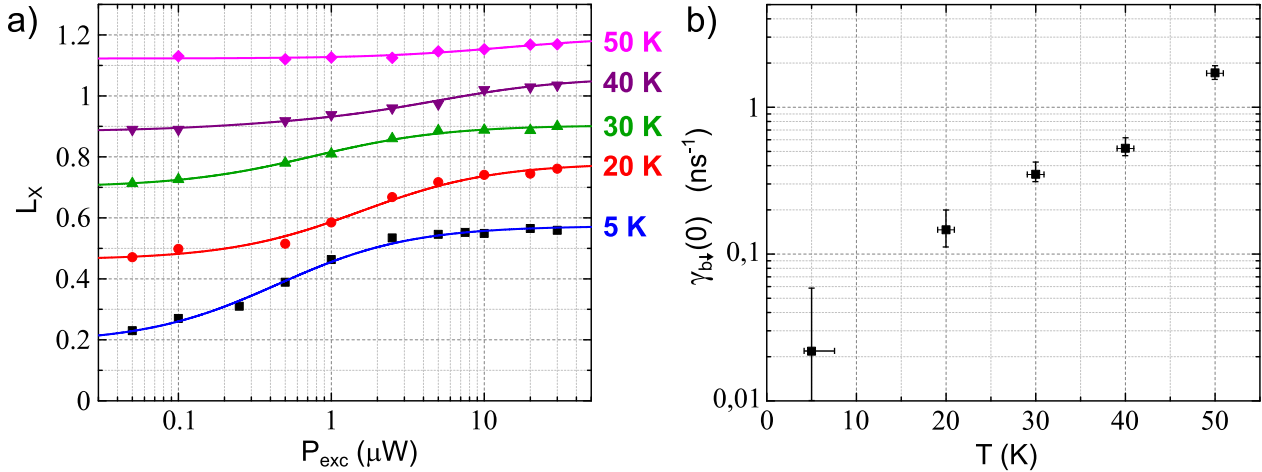 a)
1.2
1
0.8
0.6
0.4
0.2
0
L_X
0.1
1
10
P_exc (μW)
50 K
40 K
30 K
20 K
5 K
b)
1
0,1
0,01
γ_b↓(0) (ns⁻¹)
0
10
20
30
40
50
T (K)